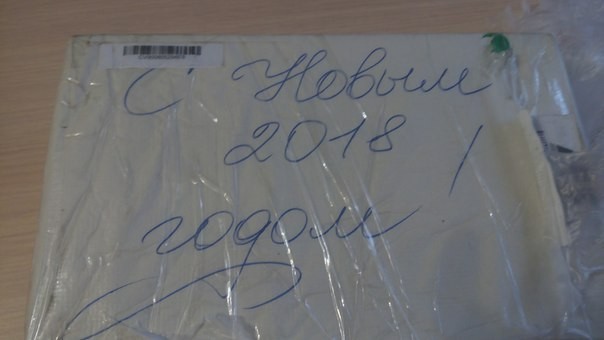 С Новым
2018 !
годом